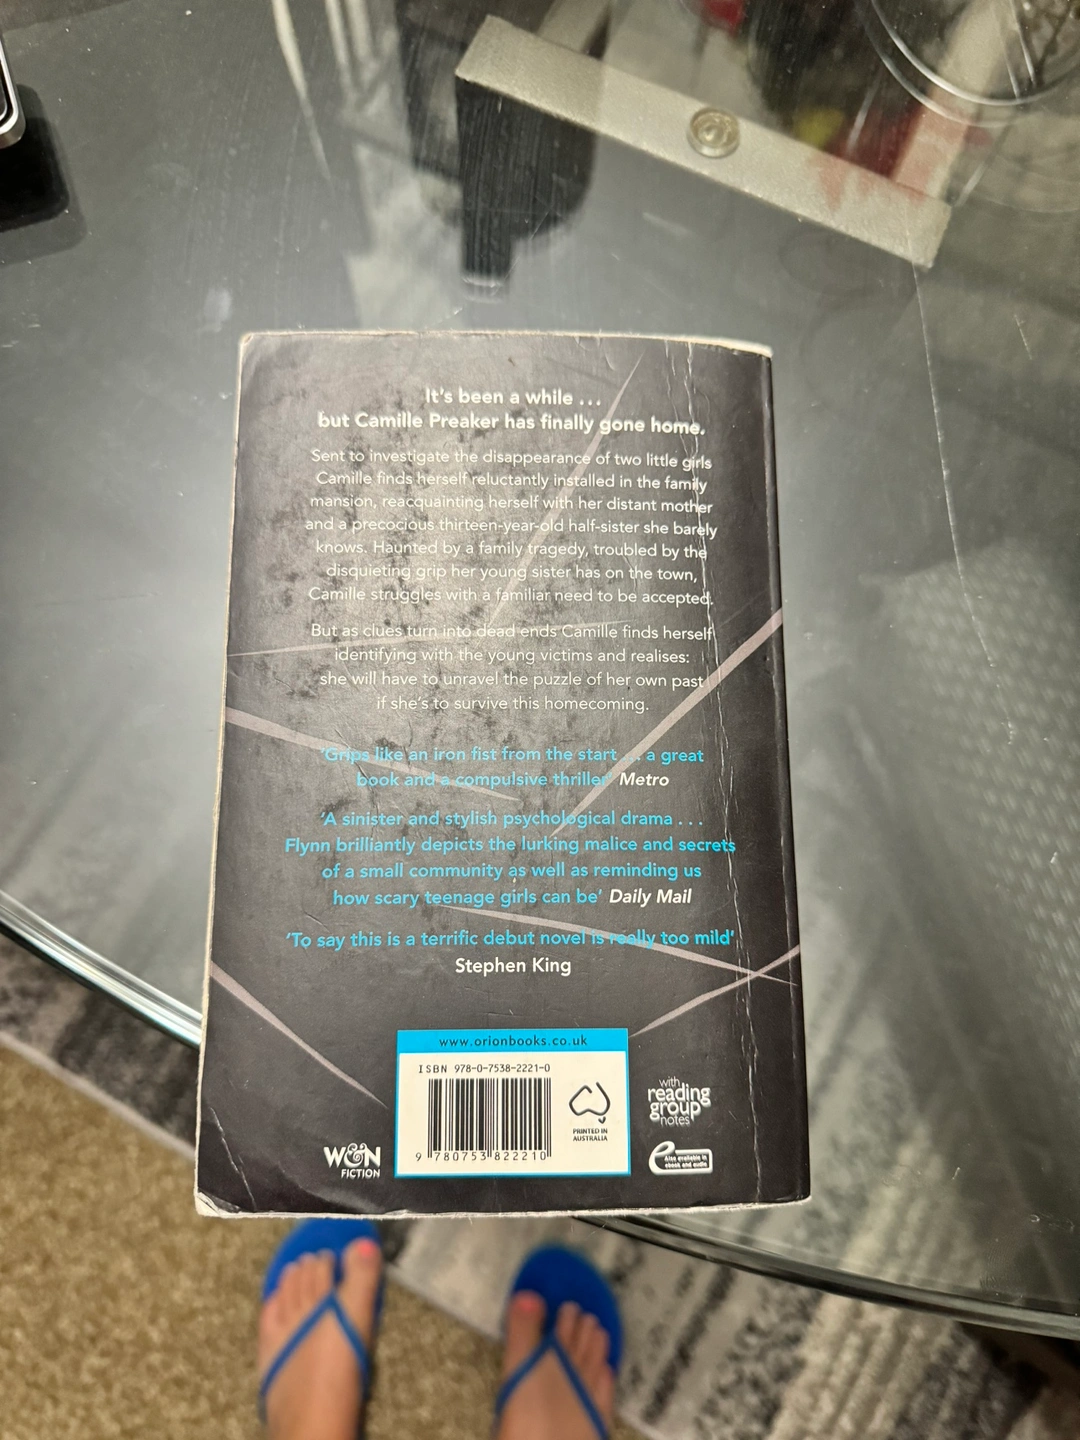 It's been a while ...
but Camille Preaker has finally gone home.
Sent to investigate the disappearance of two little girls
Camille finds herself reluctantly installed in the family
mansion, reacquainting herself with her distant mother
and a precocious thirteen-year-old half-sister she barely
knows. Haunted by a family tragedy, troubled by the
disquieting grip her young sister has on the town,
Camille struggles with a familiar need to be accepted.
But as clues turn into dead ends Camille finds herself
identifying with the young victims and realises:
she will have to unravel the puzzle of her own past
if she's to survive this homecoming.
'Grips like an iron fist from the start ... a great
book and a compulsive thriller' Metro
'A sinister and stylish psychological drama ...
Flynn brilliantly depicts the lurking malice and secrets
of a small community as well as reminding us
how scary teenage girls can be' Daily Mail
'To say this is a terrific debut novel is really too mild'
Stephen King
www.orionbooks.co.uk
ISBN 978-0-7538-2221-0
9 780753 822210
PRINTED IN
AUSTRALIA
W&N
FICTION
with
reading
group
notes
e
Also available in
ebook and audio